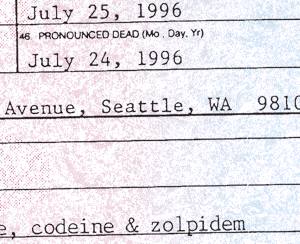 July 25, 1996
46. PRONOUNCED DEAD (Mo., Day, Yr)
July 24, 1996
Avenue, Seattle, WA 9810
codeine & zolpidem